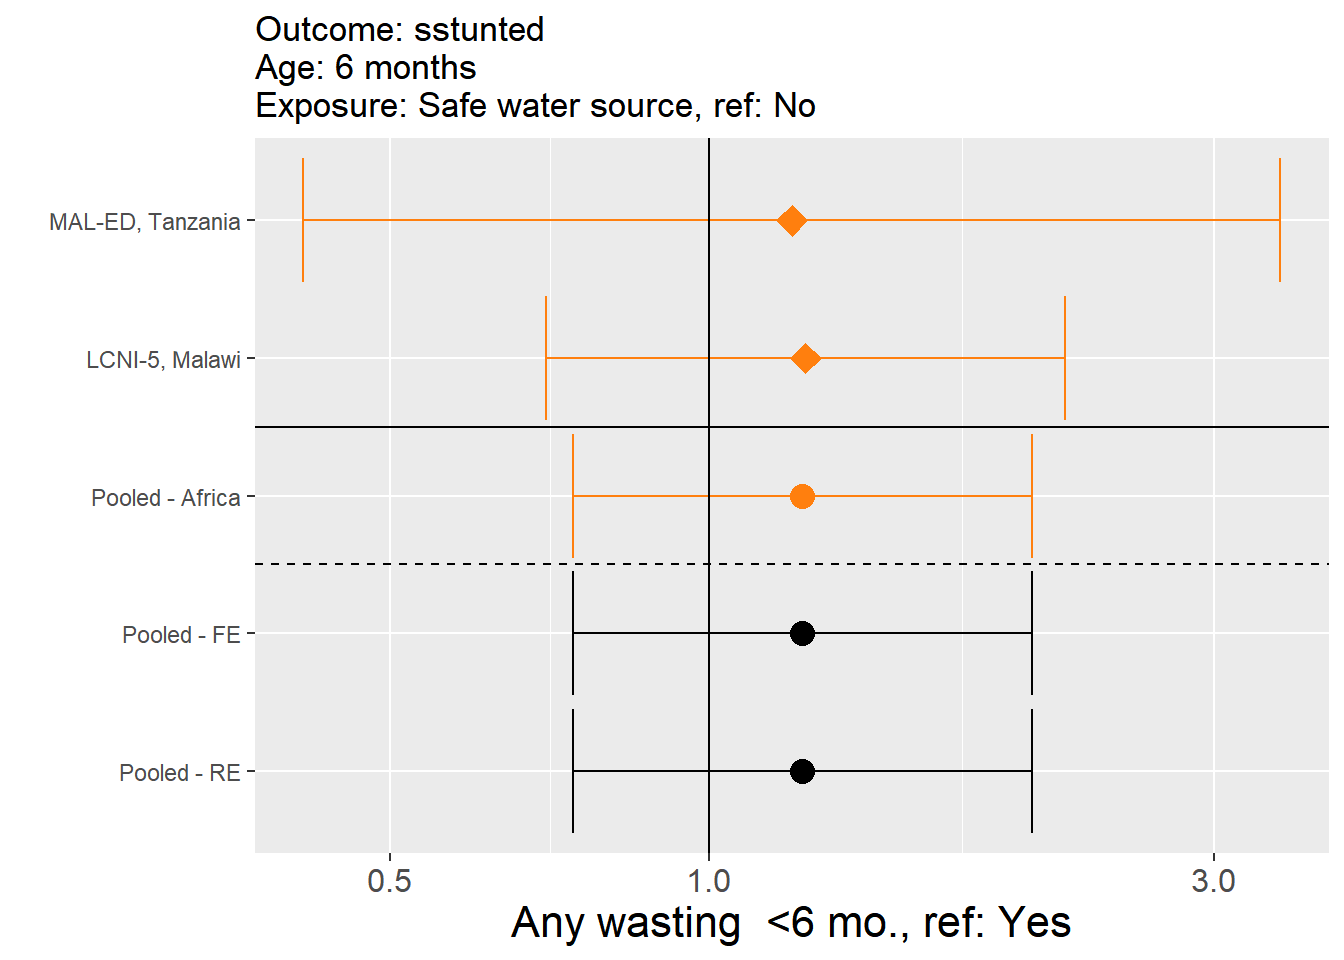 Outcome: sstunted
Age: 6 months
Exposure: Safe water source, ref: No
MAL-ED, Tanzania
LCNI-5, Malawi
Pooled - Africa
Pooled - FE
Pooled - RE
0.5 1.0 3.0
Any wasting  <6 mo., ref: Yes